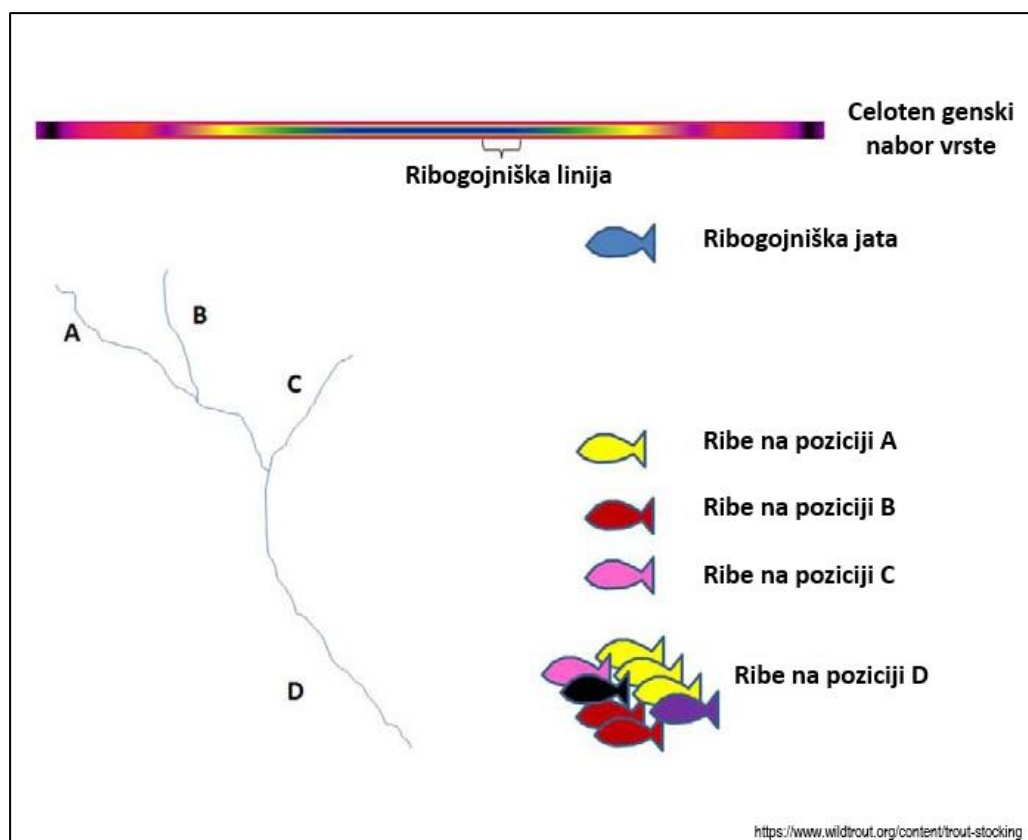 Celoten genski
nabor vrste
Ribogojniška linija
Ribogojniška jata
A
B
C
D
Ribe na poziciji A
Ribe na poziciji B
Ribe na poziciji C
Ribe na poziciji D
https://www.wildtrout.org/content/trout-stocking